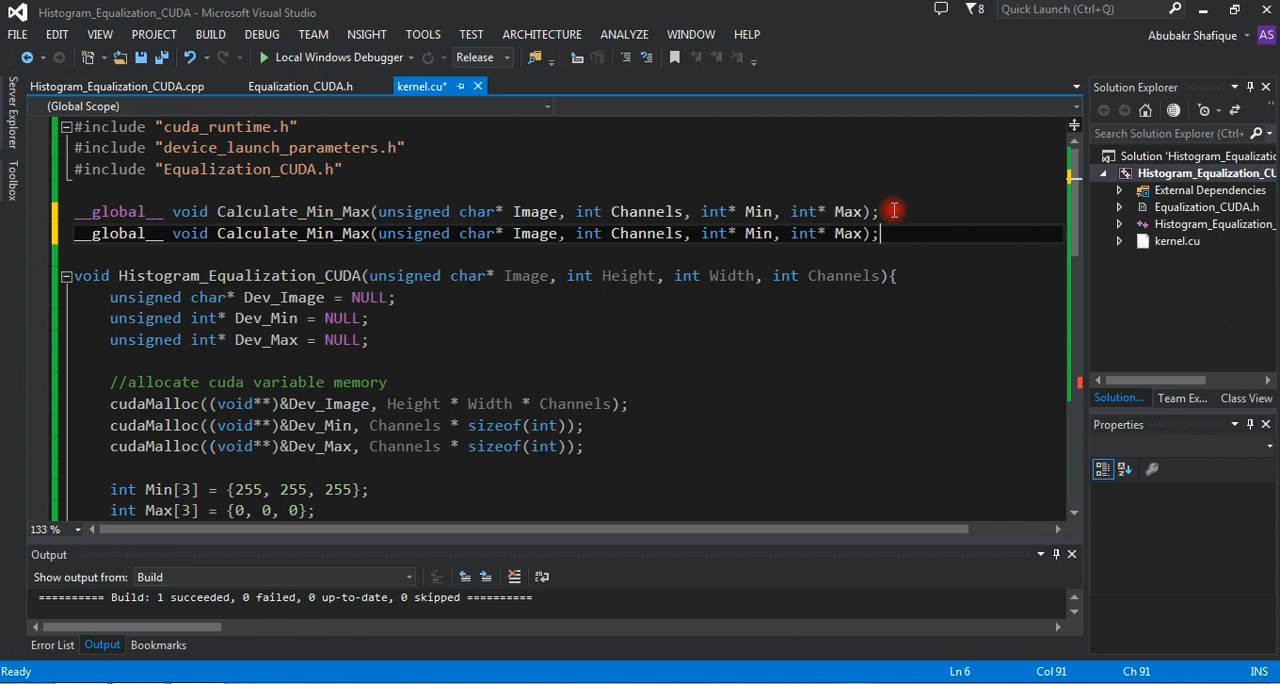 Histogram_Equalization_CUDA - Microsoft Visual Studio
8
Quick Launch (Ctrl+Q)
FILE EDIT VIEW PROJECT BUILD DEBUG TEAM NSIGHT TOOLS TEST ARCHITECTURE ANALYZE WINDOW HELP
Abubakr Shafique AS
Local Windows Debugger Release
Server Explorer
Toolbox
Histogram_Equalization_CUDA.cpp Equalization_CUDA.h kernel.cu*
(Global Scope)
#include "cuda_runtime.h"
#include "device_launch_parameters.h"
#include "Equalization_CUDA.h"
__global__ void Calculate_Min_Max(unsigned char* Image, int Channels, int* Min, int* Max);
__global__ void Calculate_Min_Max(unsigned char* Image, int Channels, int* Min, int* Max);
void Histogram_Equalization_CUDA(unsigned char* Image, int Height, int Width, int Channels){
unsigned char* Dev_Image = NULL;
unsigned int* Dev_Min = NULL;
unsigned int* Dev_Max = NULL;
//allocate cuda variable memory
cudaMalloc((void**)&Dev_Image, Height * Width * Channels);
cudaMalloc((void**)&Dev_Min, Channels * sizeof(int));
cudaMalloc((void**)&Dev_Max, Channels * sizeof(int));
int Min[3] = {255, 255, 255};
int Max[3] = {0, 0, 0};
133 %
Output
Show output from: Build
========== Build: 1 succeeded, 0 failed, 0 up-to-date, 0 skipped ==========
Error List Output Bookmarks
Solution Explorer
Search Solution Explorer (Ctrl+
Solution 'Histogram_Equalizatic
Histogram_Equalization_CU
External Dependencies
Equalization_CUDA.h
Histogram_Equalization_
kernel.cu
Solution... Team Ex... Class View
Properties
Ready Ln 6 Col 91 Ch 91 INS